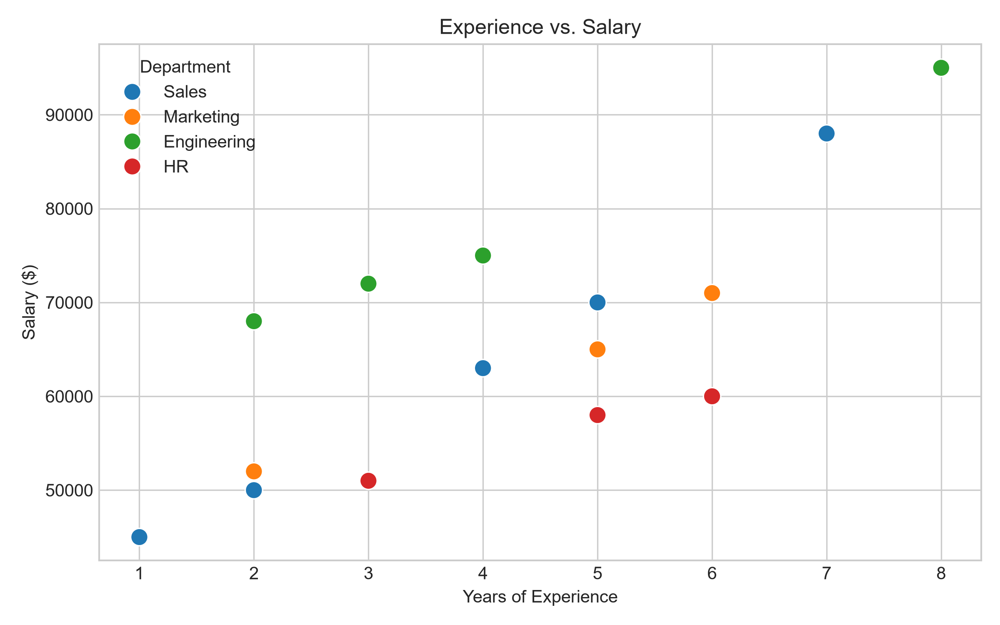 Experience vs. Salary
Department
Sales
Marketing
Engineering
HR
90000
80000
70000
60000
50000
Salary ($)
1 2 3 4 5 6 7 8
Years of Experience